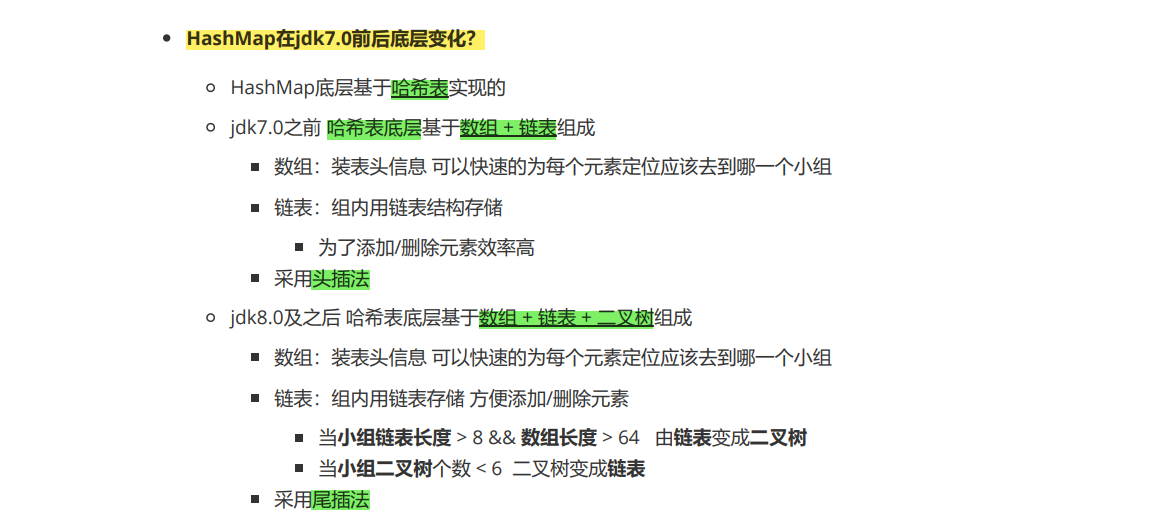 HashMap在jdk7.0前后底层变化？
HashMap底层基于哈希表实现的
jdk7.0之前 哈希表底层基于数组 + 链表组成
数组：装表头信息 可以快速的为每个元素定位应该去到哪一个小组
链表：组内用链表结构存储
为了添加/删除元素效率高
采用头插法
jdk8.0及之后 哈希表底层基于数组 + 链表 + 二叉树组成
数组：装表头信息 可以快速的为每个元素定位应该去到哪一个小组
链表：组内用链表存储 方便添加/删除元素
当小组链表长度 > 8 && 数组长度 > 64 由链表变成二叉树
当小组二叉树个数 < 6 二叉树变成链表
采用尾插法